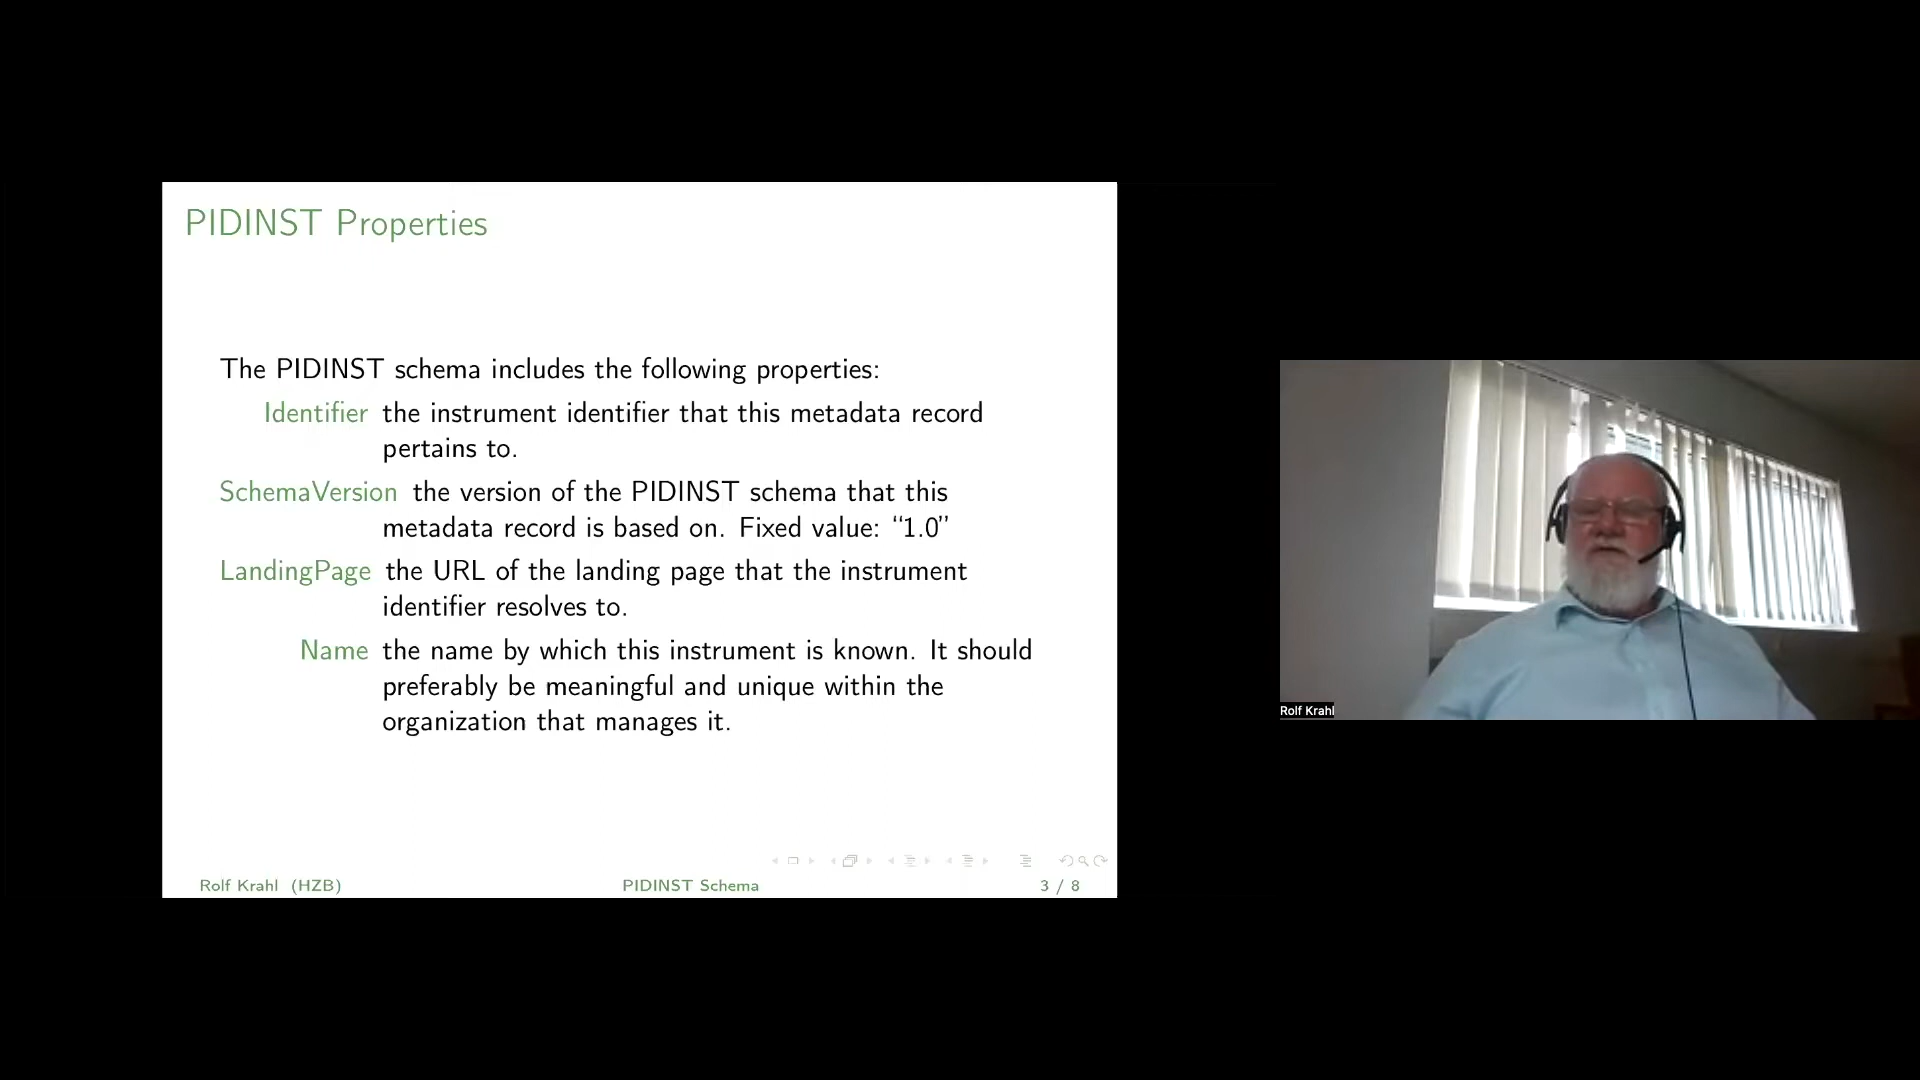 PIDINST Properties
The PIDINST schema includes the following properties:
Identifier the instrument identifier that this metadata record
pertains to.
SchemaVersion the version of the PIDINST schema that this
metadata record is based on. Fixed value: “1.0”
LandingPage the URL of the landing page that the instrument
identifier resolves to.
Name the name by which this instrument is known. It should
preferably be meaningful and unique within the
organization that manages it.
Rolf Krahl (HZB) PIDINST Schema 3 / 8
Rolf Krahl